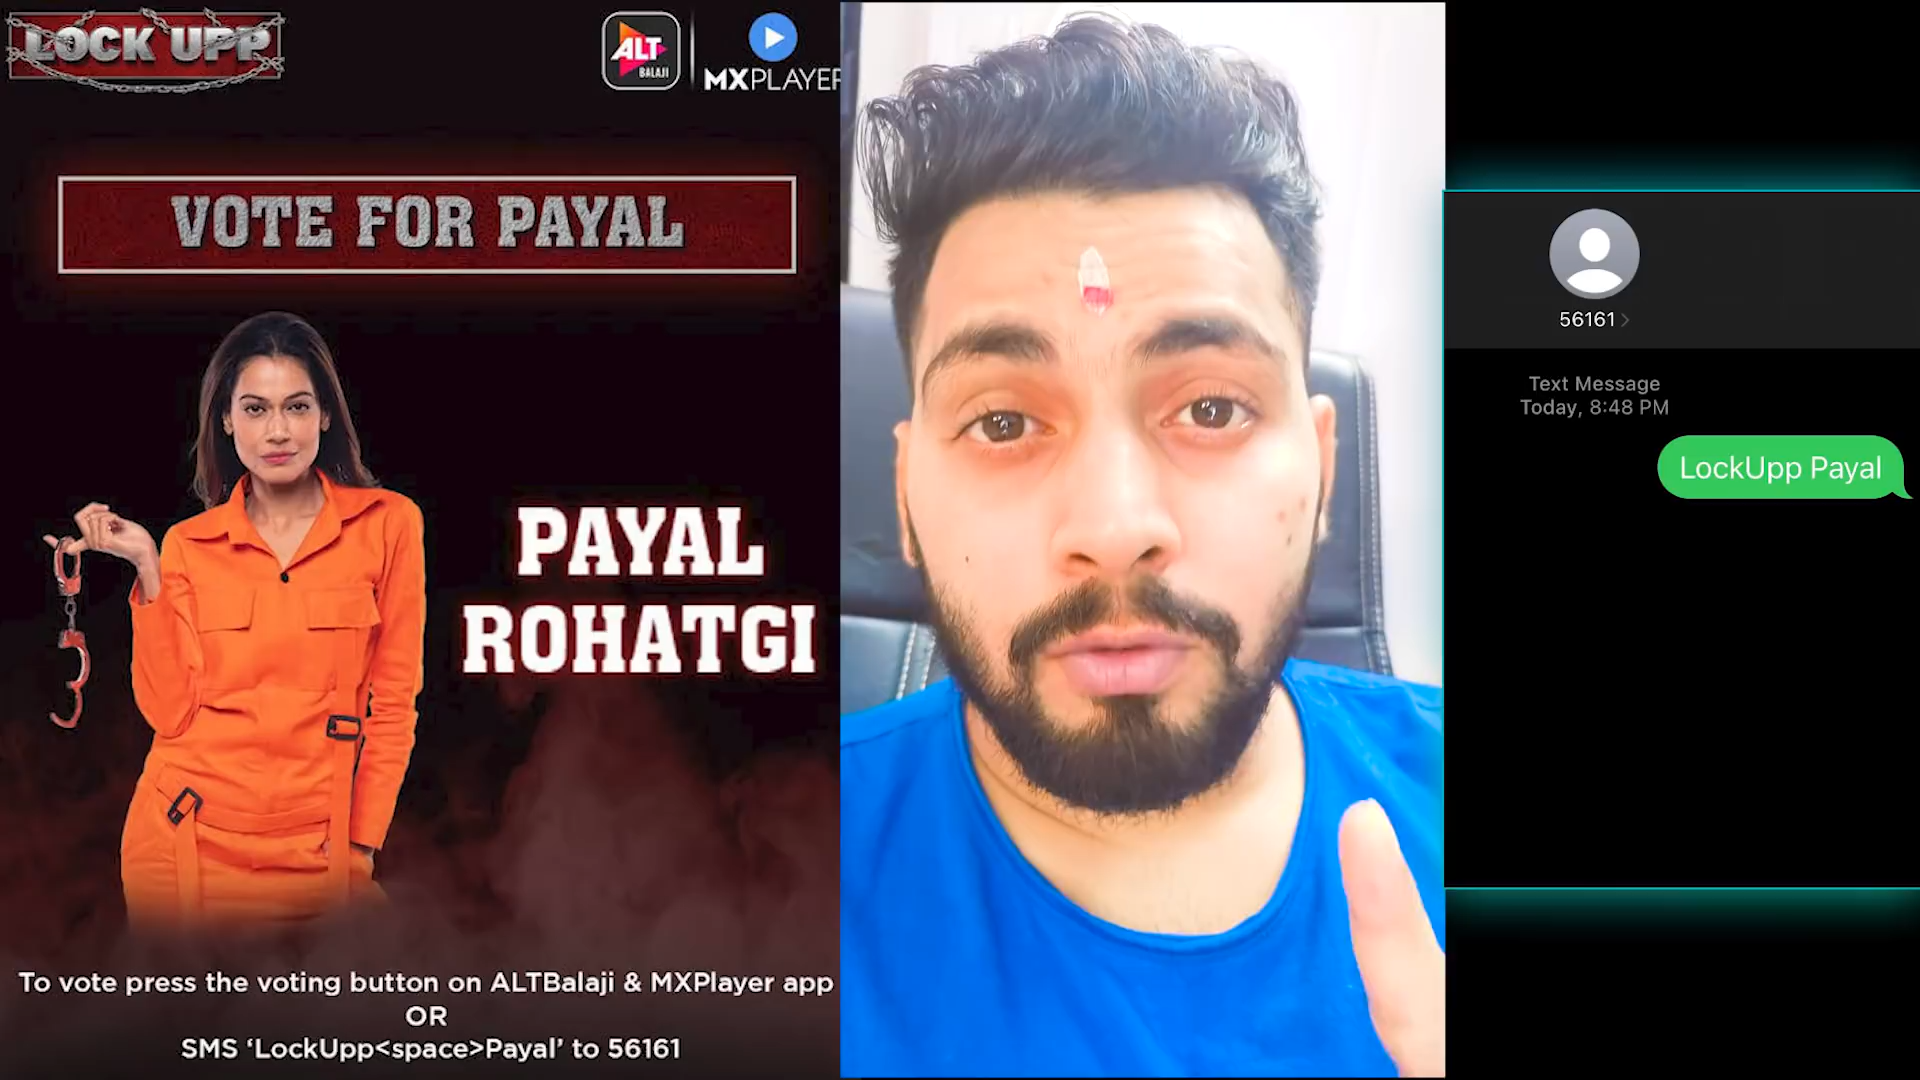 LOCK UPP
ALT
BALAJI
MXPLAYER
VOTE FOR PAYAL
PAYAL
ROHATGI
To vote press the voting button on ALTBalaji & MXPlayer app
OR
SMS ‘LockUpp<space>Payal’ to 56161
56161
Text Message
Today, 8:48 PM
LockUpp Payal